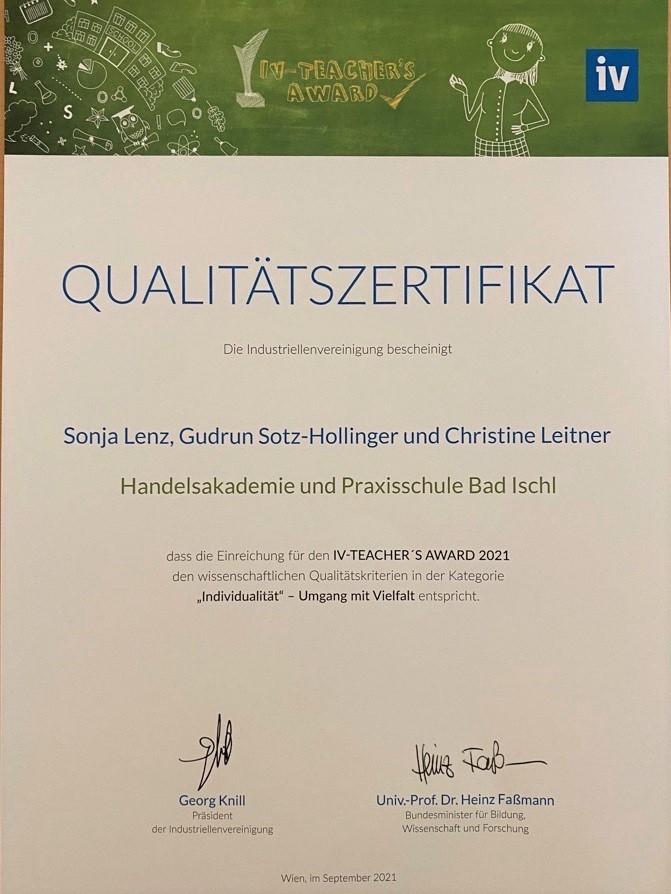 SCHOOL
S
IV-TEACHER'S
AWARD
iv
QUALITÄTSZERTIFIKAT
Die Industriellenvereinigung bescheinigt
Sonja Lenz, Gudrun Sotz-Hollinger und Christine Leitner
Handelsakademie und Praxisschule Bad Ischl
dass die Einreichung für den IV-TEACHER´S AWARD 2021
den wissenschaftlichen Qualitätskriterien in der Kategorie
„Individualität“ – Umgang mit Vielfalt entspricht.
Heinz Faß
Georg Knill
Präsident
der Industriellenvereinigung
Univ.-Prof. Dr. Heinz Faßmann
Bundesminister für Bildung,
Wissenschaft und Forschung
Wien, im September 2021